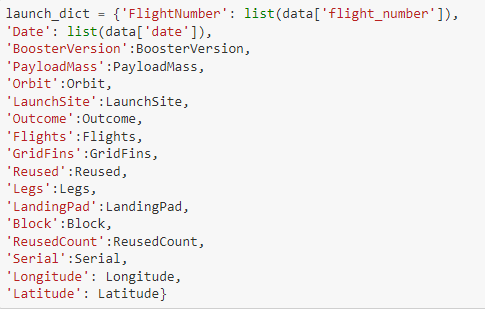 launch_dict = {'FlightNumber': list(data['flight_number']),
'Date': list(data['date']),
'BoosterVersion':BoosterVersion,
'PayloadMass':PayloadMass,
'Orbit':Orbit,
'LaunchSite':LaunchSite,
'Outcome':Outcome,
'Flights':Flights,
'GridFins':GridFins,
'Reused':Reused,
'Legs':Legs,
'LandingPad':LandingPad,
'Block':Block,
'ReusedCount':ReusedCount,
'Serial':Serial,
'Longitude': Longitude,
'Latitude': Latitude}